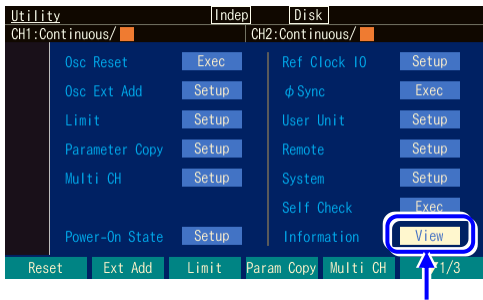 Utility Indep Disk
CH1:Continuous/ CH2:Continuous/
Osc Reset Exec Ref Clock IO Setup
Osc Ext Add Setup ϕSync Exec
Limit Setup User Unit Setup
Parameter Copy Setup Remote Setup
Multi CH Setup System Setup
Self Check Exec
Power-On State Setup Information View
Reset Ext Add Limit Param Copy Multi CH 1/3